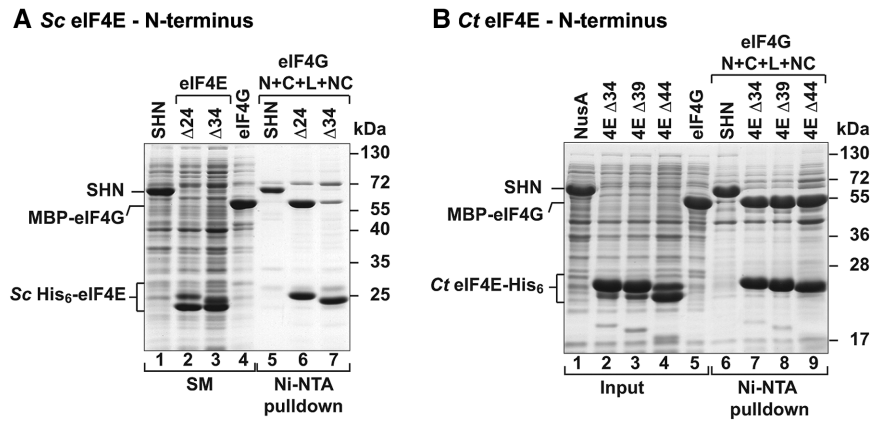 A Sc eIF4E - N-terminus
eIF4E
eIF4G
N+C+L+NC
SHN
Δ24
Δ34
eIF4G
SHN
Δ24
Δ34
kDa
130
72
55
40
35
25
SHN
MBP-eIF4G
Sc His6-eIF4E
1 2 3 4 5 6 7
SM
Ni-NTA
pulldown
B Ct eIF4E - N-terminus
eIF4G
N+C+L+NC
NusA
4E Δ34
4E Δ39
4E Δ44
eIF4G
SHN
4E Δ34
4E Δ39
4E Δ44
kDa
130
72
55
36
28
17
SHN
MBP-eIF4G
Ct eIF4E-His6
1 2 3 4 5 6 7 8 9
Input
Ni-NTA
pulldown